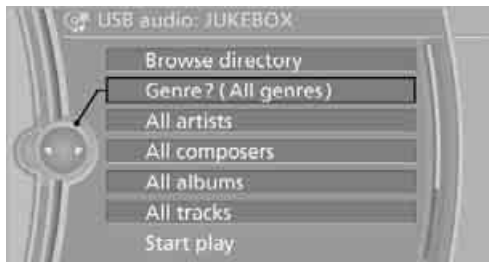 USB audio: JUKEBOX
Browse directory
Genre? (All genres)
All artists
All composers
All albums
All tracks
Start play